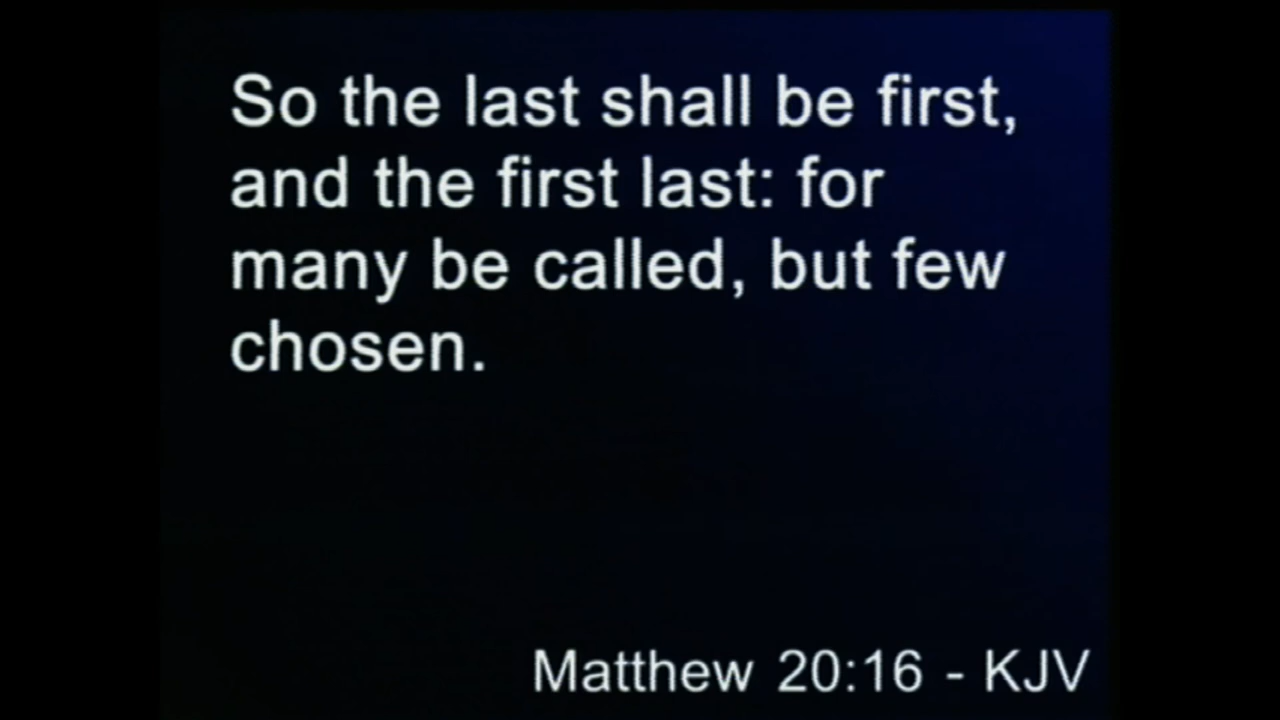 So the last shall be first,
and the first last: for
many be called, but few
chosen.
Matthew 20:16 - KJV